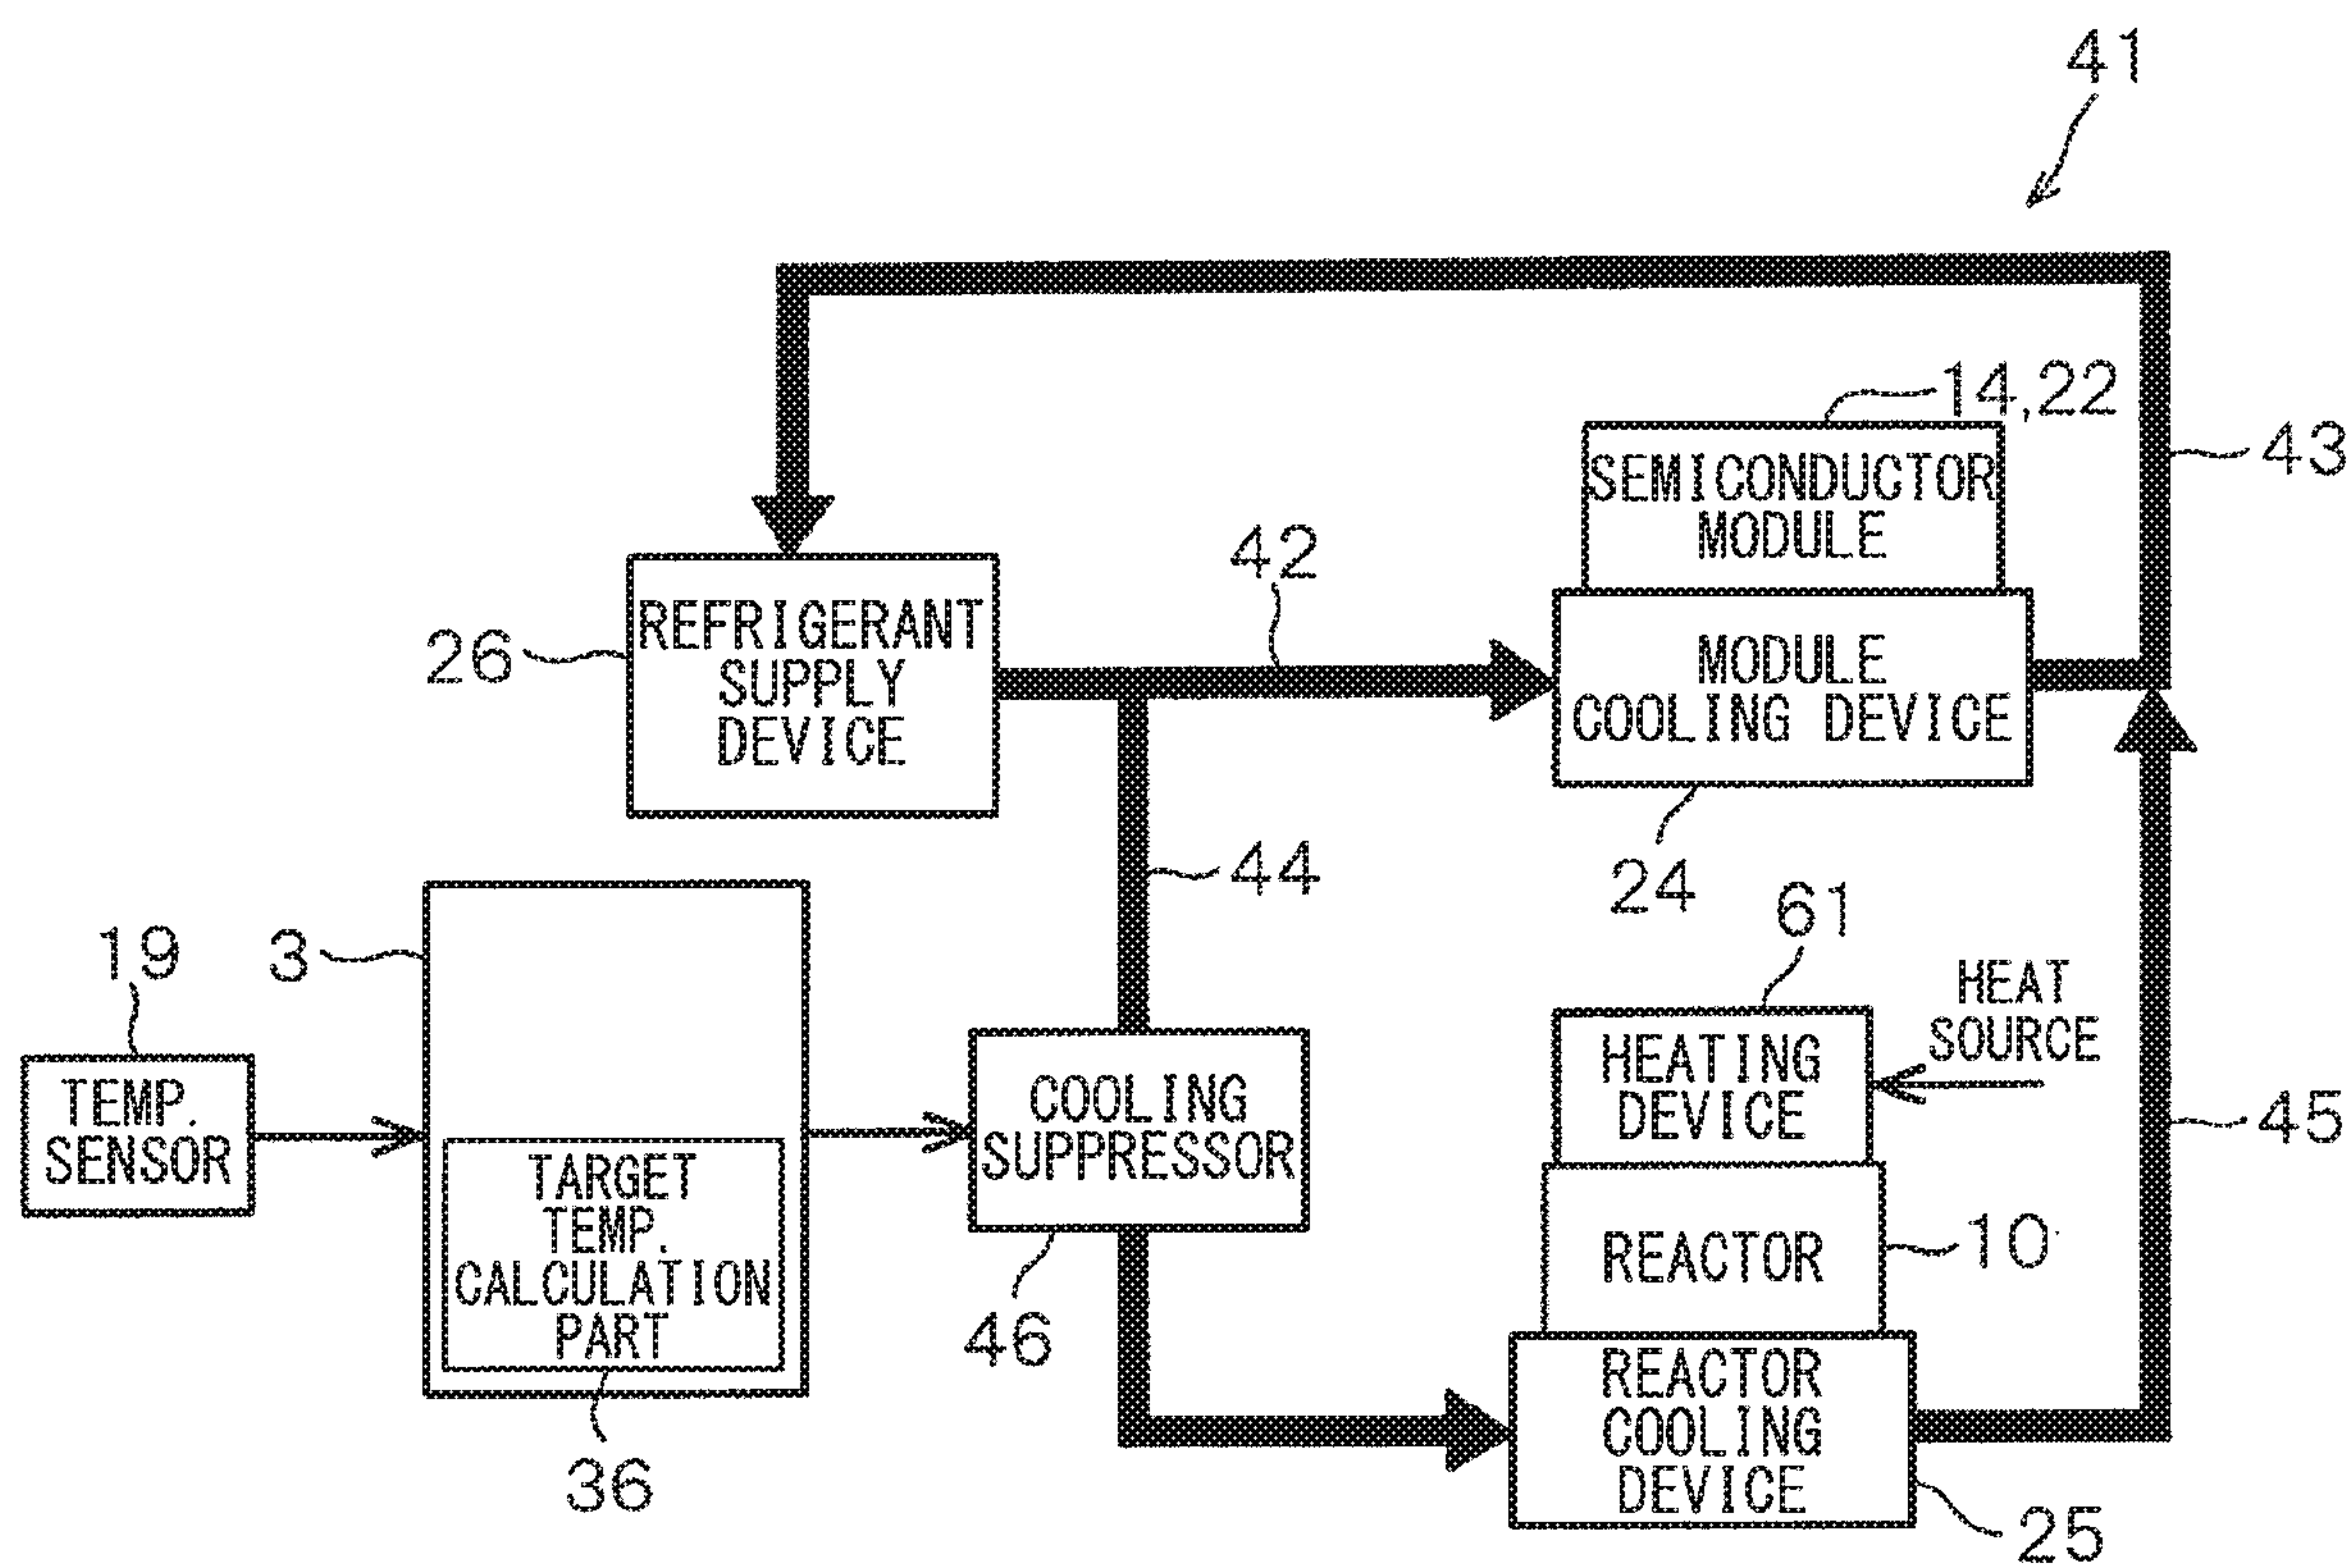 41
14,22
SEMICONDUCTOR
MODULE
43
42
26
REFRIGERANT
SUPPLY
DEVICE
MODULE
COOLING DEVICE
24
44
61
HEAT
SOURCE
19
3
TEMP.
SENSOR
TARGET
TEMP.
CALCULATION
PART
36
COOLING
SUPPRESSOR
46
HEATING
DEVICE
45
REACTOR
10
REACTOR
COOLING
DEVICE
25